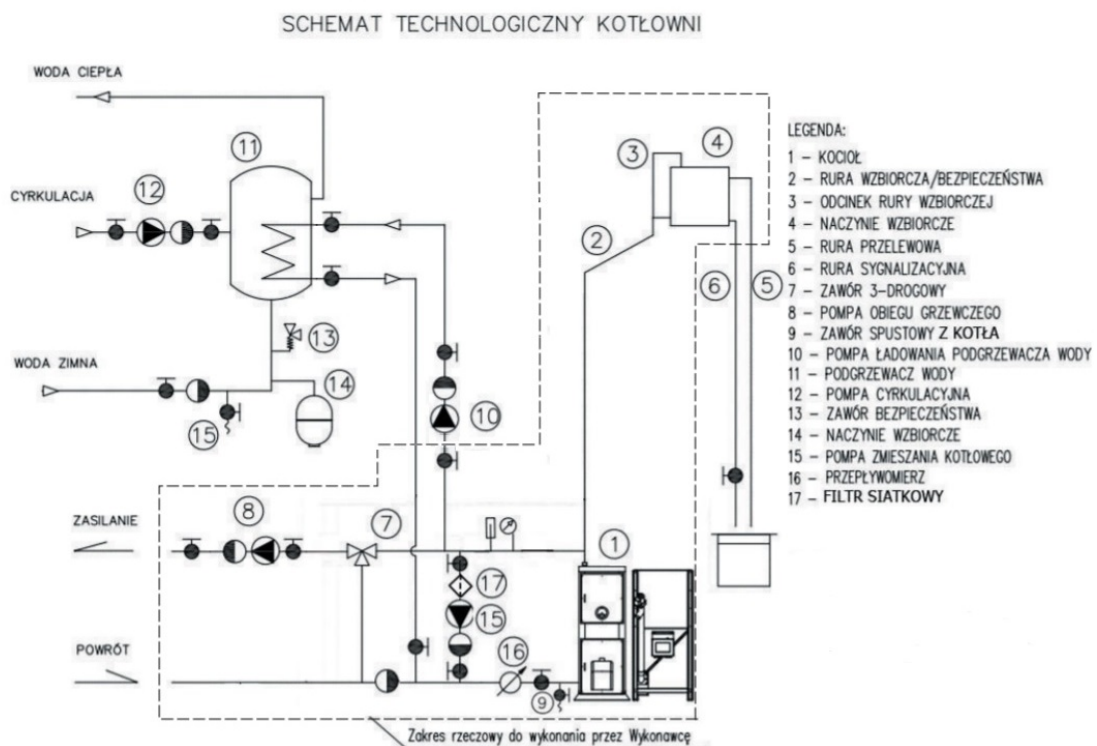 SCHEMAT TECHNOLOGICZNY KOTŁOWNI
WODA CIEPŁA
11
CYRKULACJA
12
13
WODA ZIMNA
14
15
10
3
4
2
6
5
ZASILANIE
8
7
1
17
15
POWRÓT
16
9
Zakres rzeczowy do wykonania przez Wykonawcę
LEGENDA:
1 – KOCIOŁ
2 – RURA WZBIORCZA/BEZPIECZEŃSTWA
3 – ODCINEK RURY WZBIORCZEJ
4 – NACZYNIE WZBIORCZE
5 – RURA PRZELEWOWA
6 – RURA SYGNALIZACYJNA
7 – ZAWÓR 3-DROGOWY
8 – POMPA OBIEGU GRZEWCZEGO
9 – ZAWÓR SPUSTOWY Z KOTŁA
10 – POMPA ŁADOWANIA PODGRZEWACZA WODY
11 – PODGRZEWACZ WODY
12 – POMPA CYRKULACYJNA
13 – ZAWÓR BEZPIECZEŃSTWA
14 – NACZYNIE WZBIORCZE
15 – POMPA ZMIESZANIA KOTŁOWEGO
16 – PRZEPŁYWOMIERZ
17 – FILTR SIATKOWY